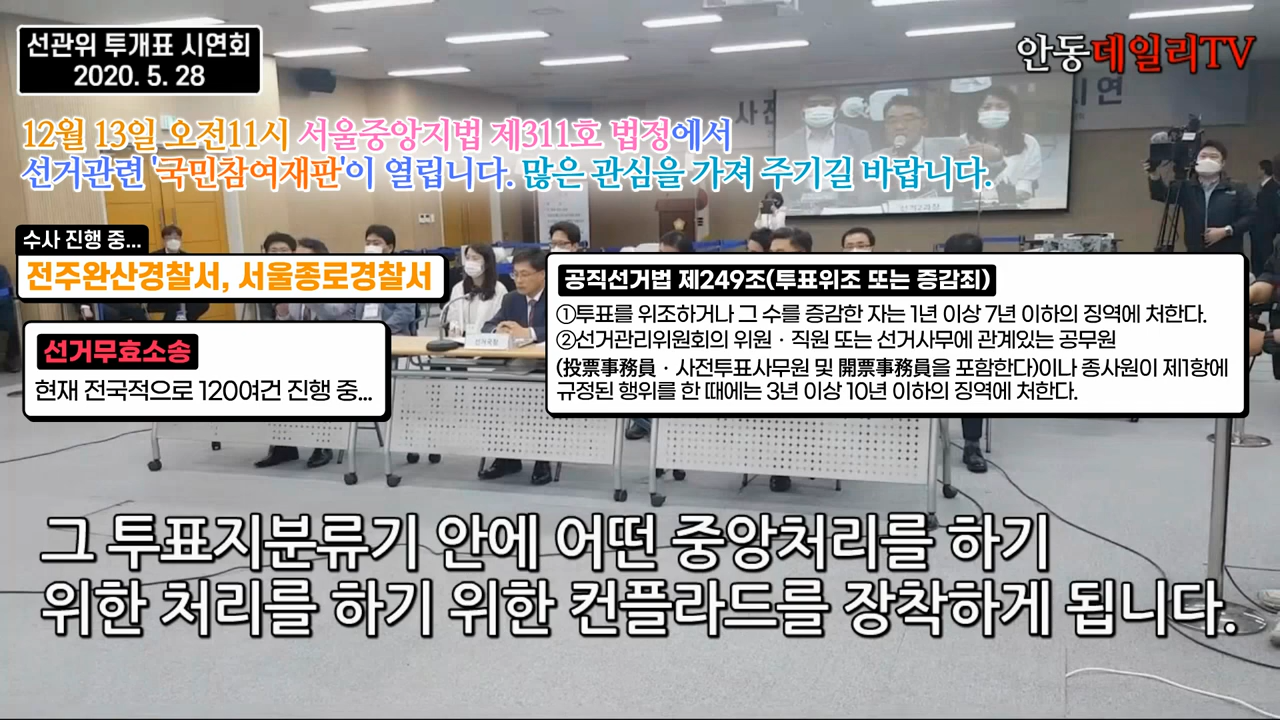 선관위 투개표 시연회
2020. 5. 28
안동데일리TV
사전
시연
12월 13일 오전11시 서울중앙지법 제311호 법정에서
선거관련 '국민참여재판'이 열립니다. 많은 관심을 가져 주기길 바랍니다.
수사 진행 중...
전주완산경찰서, 서울종로경찰서
선거무효소송
현재 전국적으로 120여건 진행 중...
공직선거법 제249조(투표위조 또는 증감죄)
①투표를 위조하거나 그 수를 증감한 자는 1년 이상 7년 이하의 징역에 처한다.
②선거관리위원회의 위원 · 직원 또는 선거사무에 관계있는 공무원
(投票事務員 · 사전투표사무원 및 開票事務員을 포함한다)이나 종사원이 제1항에
규정된 행위를 한 때에는 3년 이상 10년 이하의 징역에 처한다.
선거국장
그 투표지분류기 안에 어떤 중앙처리를 하기
위한 처리를 하기 위한 컨플라드를 장착하게 됩니다.